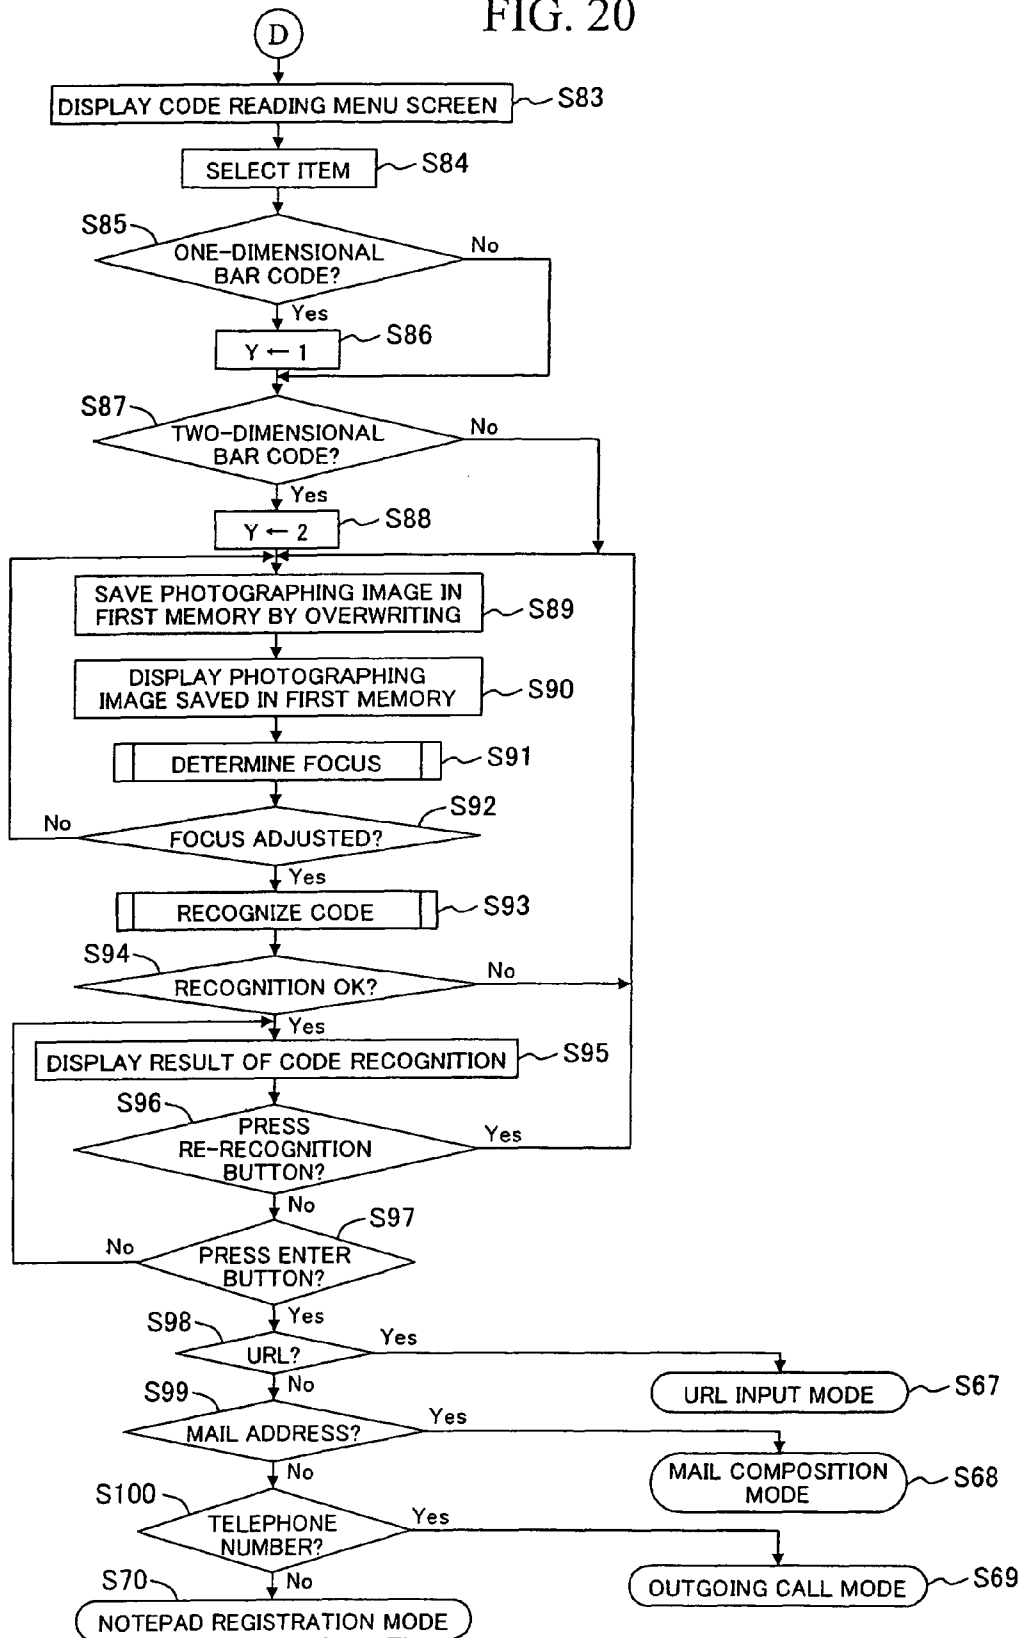 FIG. 20
D
DISPLAY CODE READING MENU SCREEN
S83
SELECT ITEM
S84
S85
ONE-DIMENSIONAL
BAR CODE?
No
Yes
Y ← 1
S86
S87
TWO-DIMENSIONAL
BAR CODE?
No
Yes
Y ← 2
S88
SAVE PHOTOGRAPHING IMAGE IN
FIRST MEMORY BY OVERWRITING
S89
DISPLAY PHOTOGRAPHING
IMAGE SAVED IN FIRST MEMORY
S90
DETERMINE FOCUS
S91
S92
No
FOCUS ADJUSTED?
Yes
RECOGNIZE CODE
S93
S94
RECOGNITION OK?
No
Yes
DISPLAY RESULT OF CODE RECOGNITION
S95
S96
PRESS
RE-RECOGNITION
BUTTON?
Yes
No
S97
No
PRESS ENTER
BUTTON?
Yes
S98
URL?
Yes
No
URL INPUT MODE
S67
S99
MAIL ADDRESS?
Yes
No
MAIL COMPOSITION
MODE
S68
S100
TELEPHONE
NUMBER?
Yes
No
OUTGOING CALL MODE
S69
S70
NOTEPAD REGISTRATION MODE